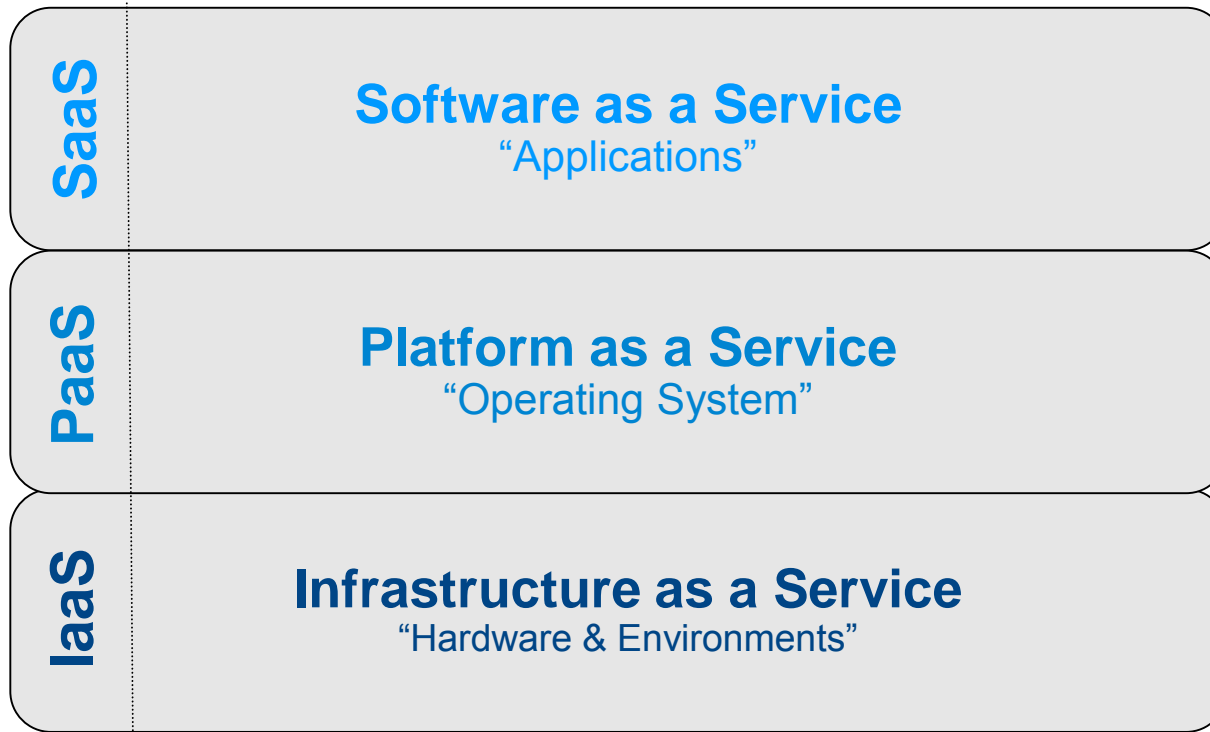 SaaS
Software as a Service
“Applications”
PaaS
Platform as a Service
“Operating System”
IaaS
Infrastructure as a Service
“Hardware & Environments”